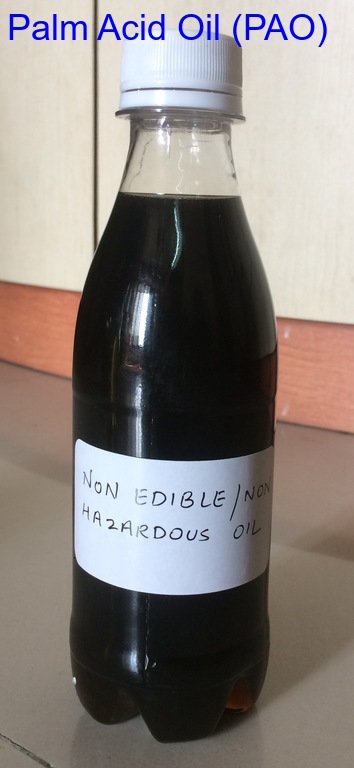 Palm Acid Oil (PAO)
NON EDIBLE/NON
HAZARDOUS OIL